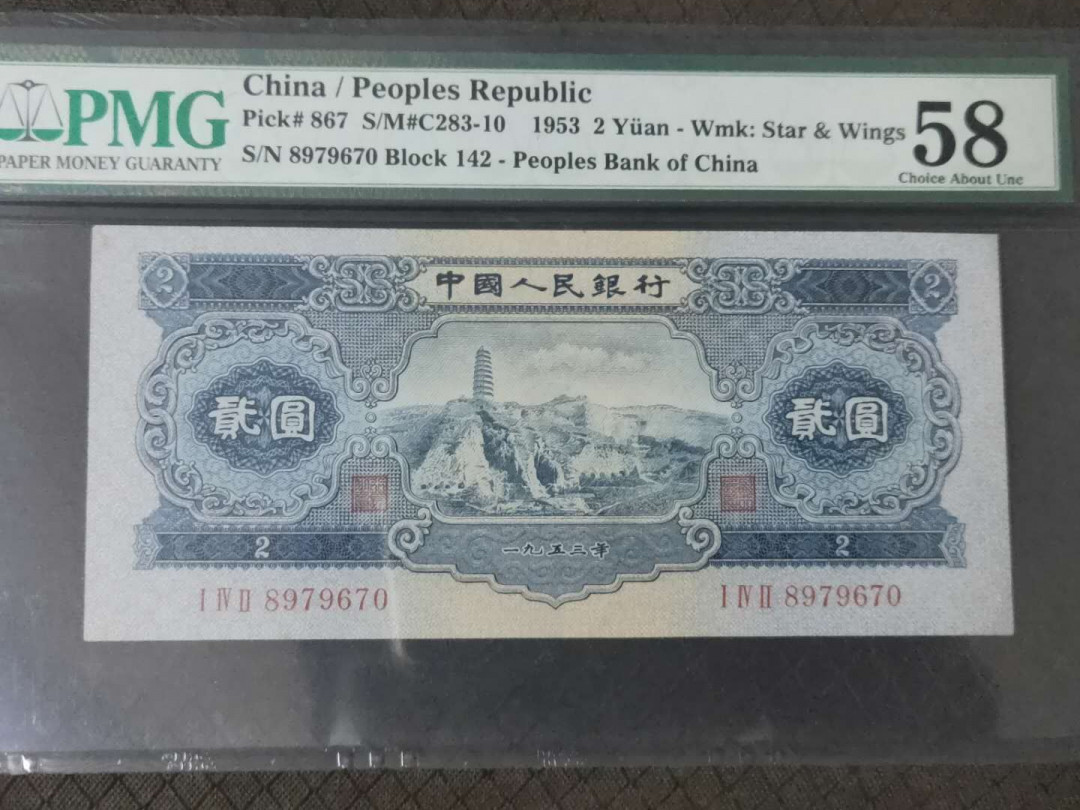 China / Peoples Republic
PMG
Pick# 867 S/M#C283-10 1953 2 Yüan - Wmk: Star & Wings
58
PAPER MONEY GUARANTY
S/N 8979670 Block 142 - Peoples Bank of China
Choice About Unc
2
中國人民銀行
2
貳圓
貳圓
2
一九五三年
2
I IV II 8979670
I IV II 8979670